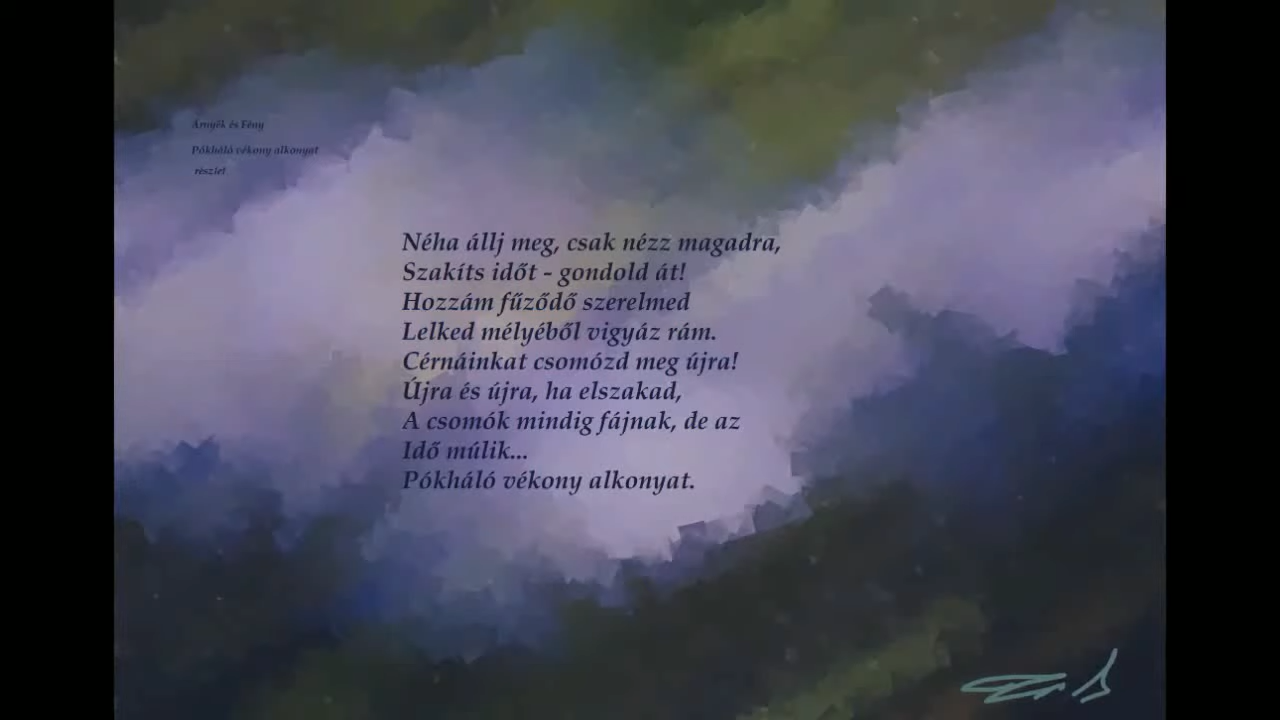 Árnyék és Fény
Pókháló vékony alkonyat
részlet
Néha állj meg, csak nézz magadra,
Szakíts időt - gondold át!
Hozzám fűződő szerelmed
Lelked mélyéből vigyáz rám.
Cérnáinkat csomózd meg újra!
Újra és újra, ha elszakad,
A csomók mindig fájnak, de az
Idő múlik...
Pókháló vékony alkonyat.